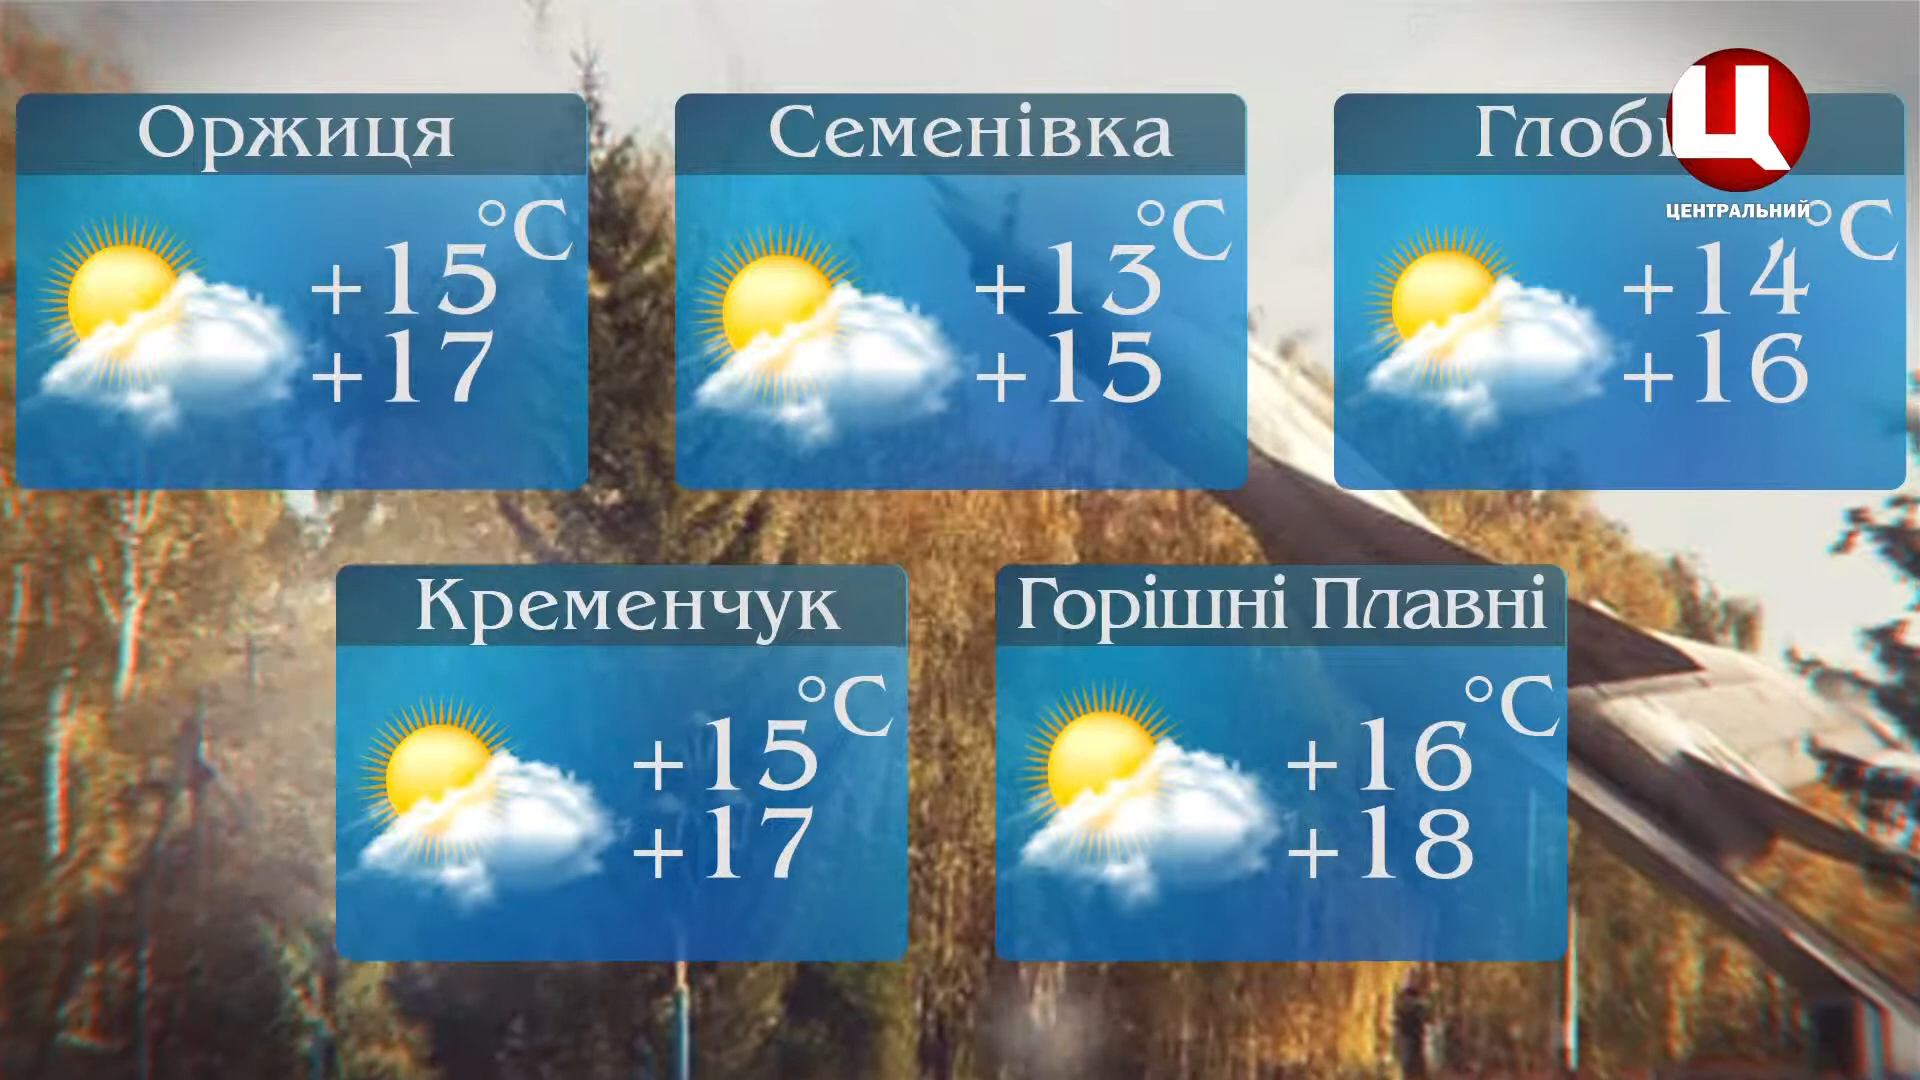 Оржиця
°C
+15
+17
Семенівка
°C
+13
+15
Ц
ЦЕНТРАЛЬНИЙ
°C
+14
+16
Кременчук
°C
+15
+17
Горішні Плавні
°C
+16
+18